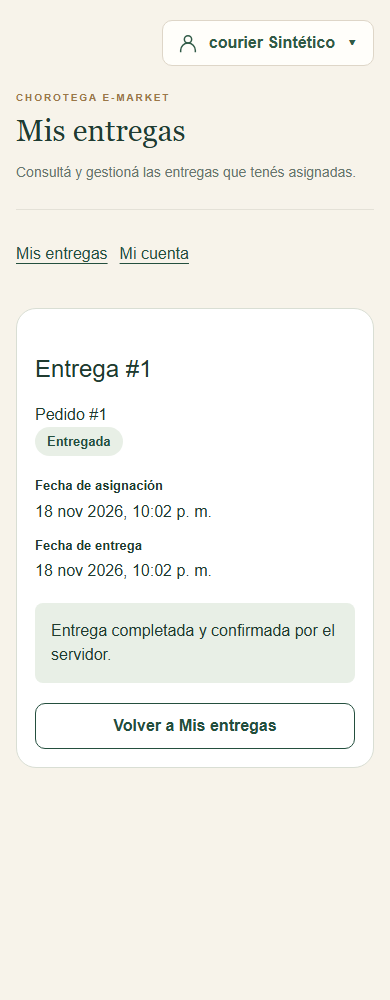 courier Sintético
CHOROTEGA E-MARKET
Mis entregas
Consultá y gestioná las entregas que tenés asignadas.
Mis entregas Mi cuenta
Entrega #1
Pedido #1
Entregada
Fecha de asignación
18 nov 2026, 10:02 p. m.
Fecha de entrega
18 nov 2026, 10:02 p. m.
Entrega completada y confirmada por el
servidor.
Volver a Mis entregas